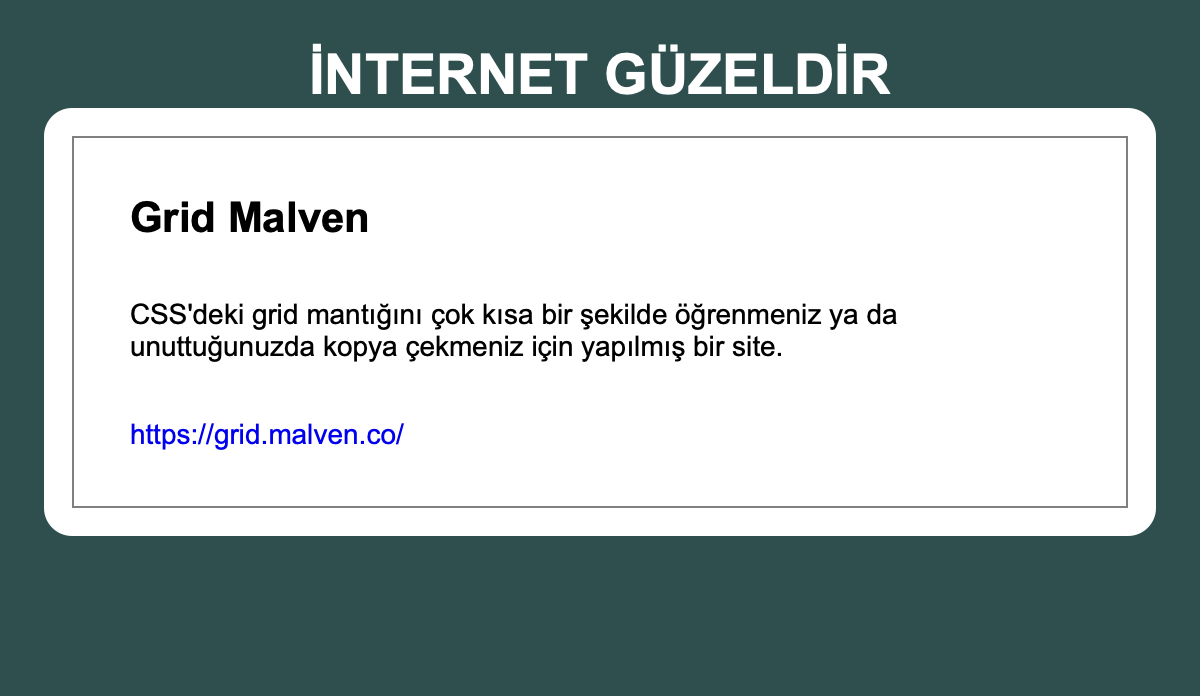 İNTERNET GÜZELDİR
Grid Malven
CSS'deki grid mantığını çok kısa bir şekilde öğrenmeniz ya da
unuttuğunuzda kopya çekmeniz için yapılmış bir site.
https://grid.malven.co/